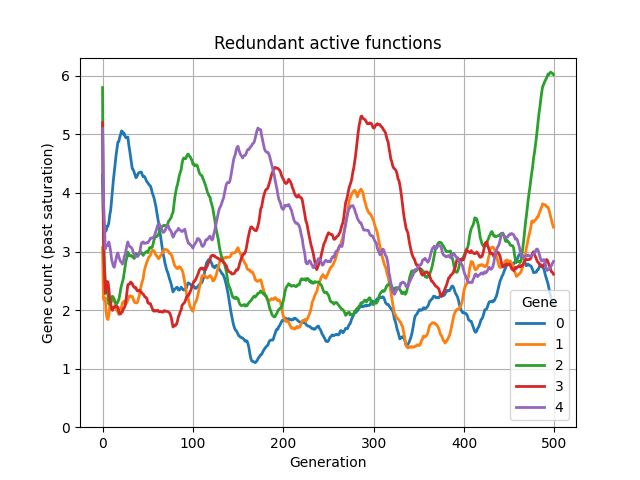 Redundant active functions
Gene count (past saturation)
6
5
4
3
2
1
0
0 100 200 300 400 500
Generation
Gene
0
1
2
3
4